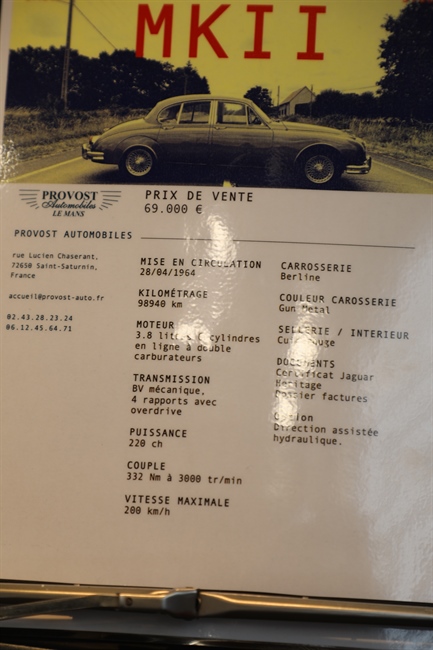 MKII
PROVOST
Automobiles
LE MANS
PRIX DE VENTE
69.000 €
PROVOST AUTOMOBILES
rue Lucien Chaserant,
72650 Saint-Saturnin,
France
accueil@provost-auto.fr
02.43.28.23.24
06.12.45.64.71
MISE EN CIRCULATION
28/04/1964
KILOMÉTRAGE
98940 km
MOTEUR
3.8 litres cylindres
en ligne à double
carburateurs
TRANSMISSION
BV mécanique,
4 rapports avec
overdrive
PUISSANCE
220 ch
COUPLE
332 Nm à 3000 tr/min
VITESSE MAXIMALE
200 km/h
CARROSSERIE
Berline
COULEUR CAROSSERIE
Gun Metal
SELLERIE / INTERIEUR
Cuir rouge
DOCUMENTS
Certificat Jaguar
Heritage
Dossier factures
Option
Direction assistée
hydraulique.